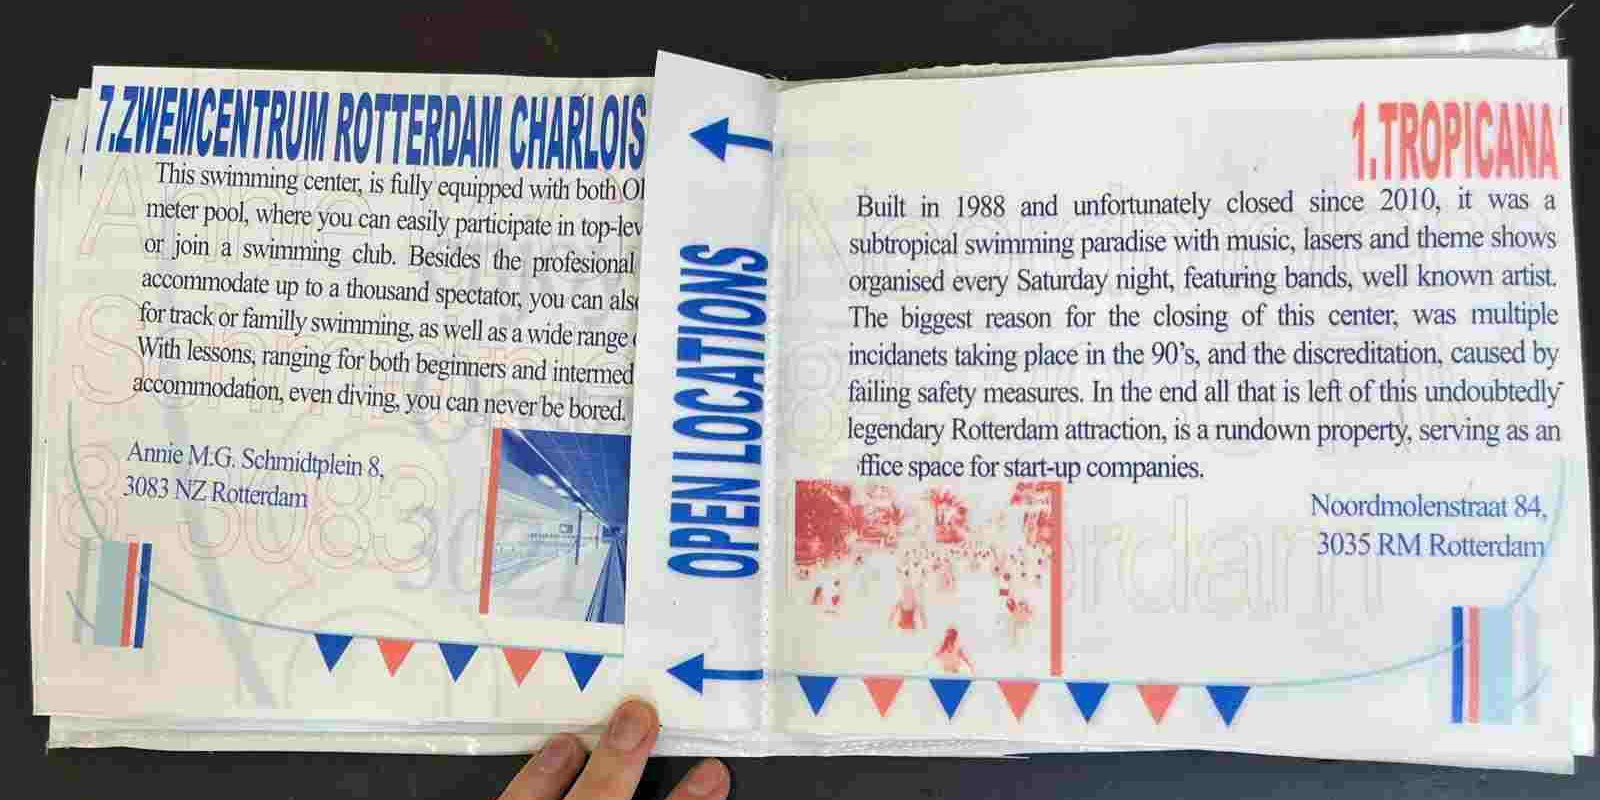 7.ZWEMCENTRUM ROTTERDAM CHARLOIS
This swimming center, is fully equipped with both
meter pool, where you can easily participate in
or join a swimming club. Besides the profesional
accommodate up to a thousand spectator, you can
for track or familly swimming, as well as a wide range
With lessons, ranging for both beginners and
accommodation, even diving, you can never be bored.
Annie M.G. Schmidtplein 8,
3083 NZ Rotterdam
OPEN LOCATIONS
1.TROPICANA
Built in 1988 and unfortunately closed since 2010, it was a
subtropical swimming paradise with music, lasers and theme shows
organised every Saturday night, featuring bands, well known artist.
The biggest reason for the closing of this center, was multiple
incidanets taking place in the 90's, and the discreditation, caused by
failing safety measures. In the end all that is left of this undoubtedly
legendary Rotterdam attraction, is a rundown property, serving as an
ffice space for start-up companies.
Noordmolenstraat 84,
3035 RM Rotterdam